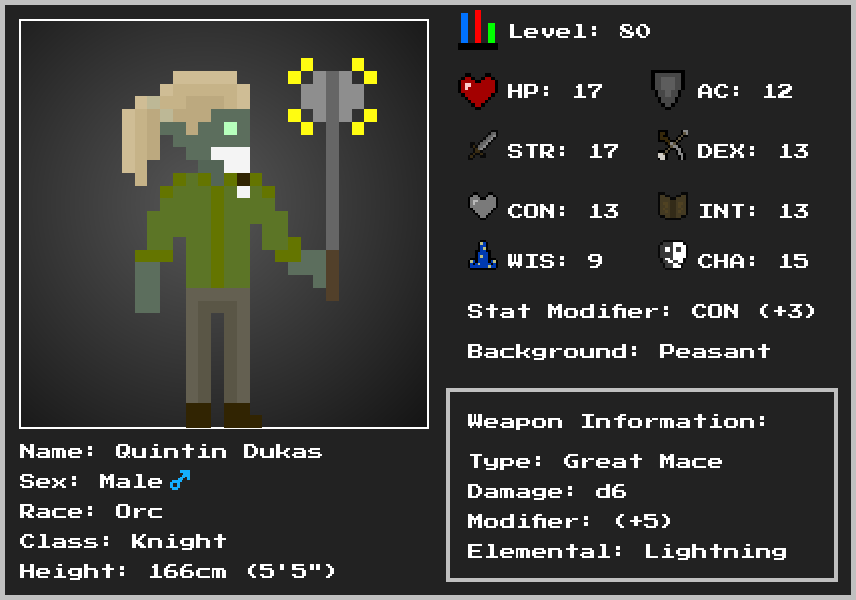 Level: 80
HP: 17
AC: 12
STR: 17
DEX: 13
CON: 13
INT: 13
WIS: 9
CHA: 15
Stat Modifier: CON (+3)
Background: Peasant
Weapon Information:
Type: Great Mace
Damage: d6
Modifier: (+5)
Elemental: Lightning
Name: Quintin Dukas
Sex: Male♂
Race: Orc
Class: Knight
Height: 166cm (5'5")